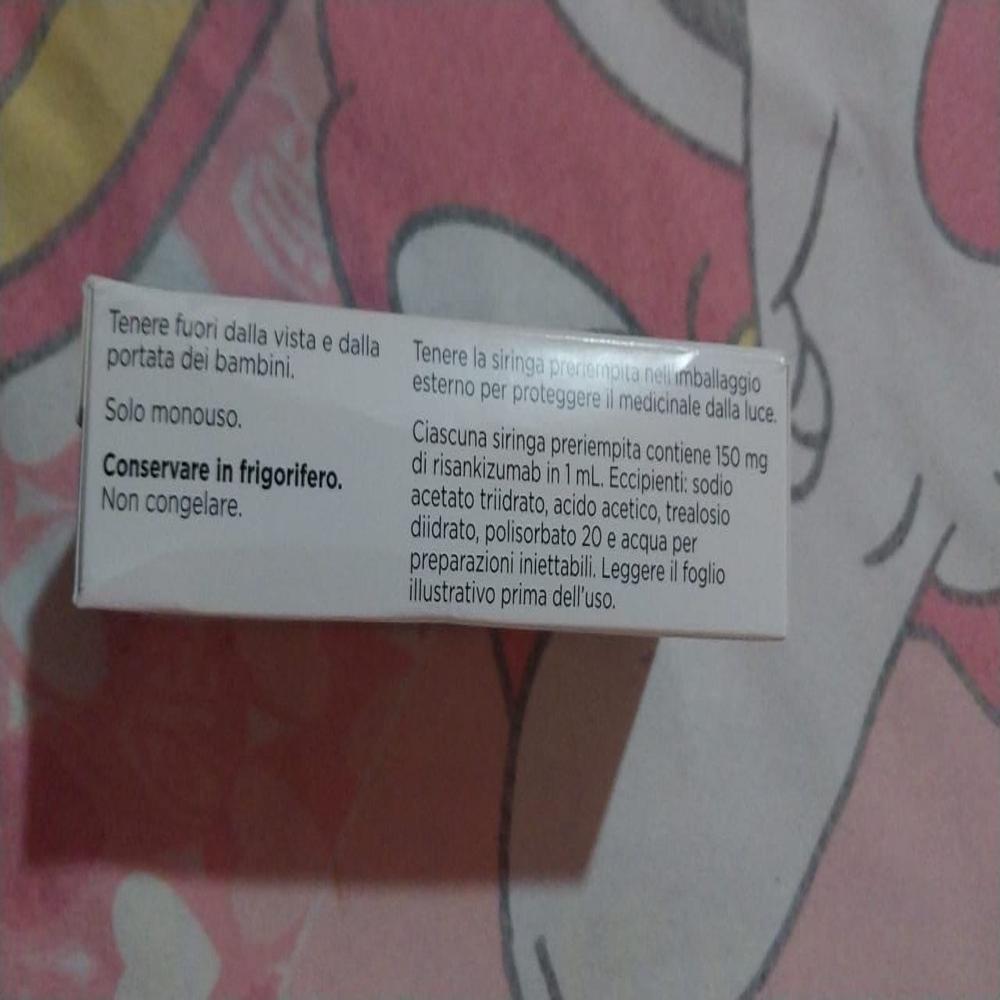 Tenere fuori dalla vista e dalla
portata dei bambini.
Solo monouso.
Conservare in frigorifero.
Non congelare.
Tenere la siringa preriempita nell'imballaggio
esterno per proteggere il medicinale dalla luce.
Ciascuna siringa preriempita contiene 150 mg
di risankizumab in 1 mL. Eccipienti: sodio
acetato triidrato, acido acetico, trealosio
diidrato, polisorbato 20 e acqua per
preparazioni iniettabili. Leggere il foglio
illustrativo prima dell'uso.